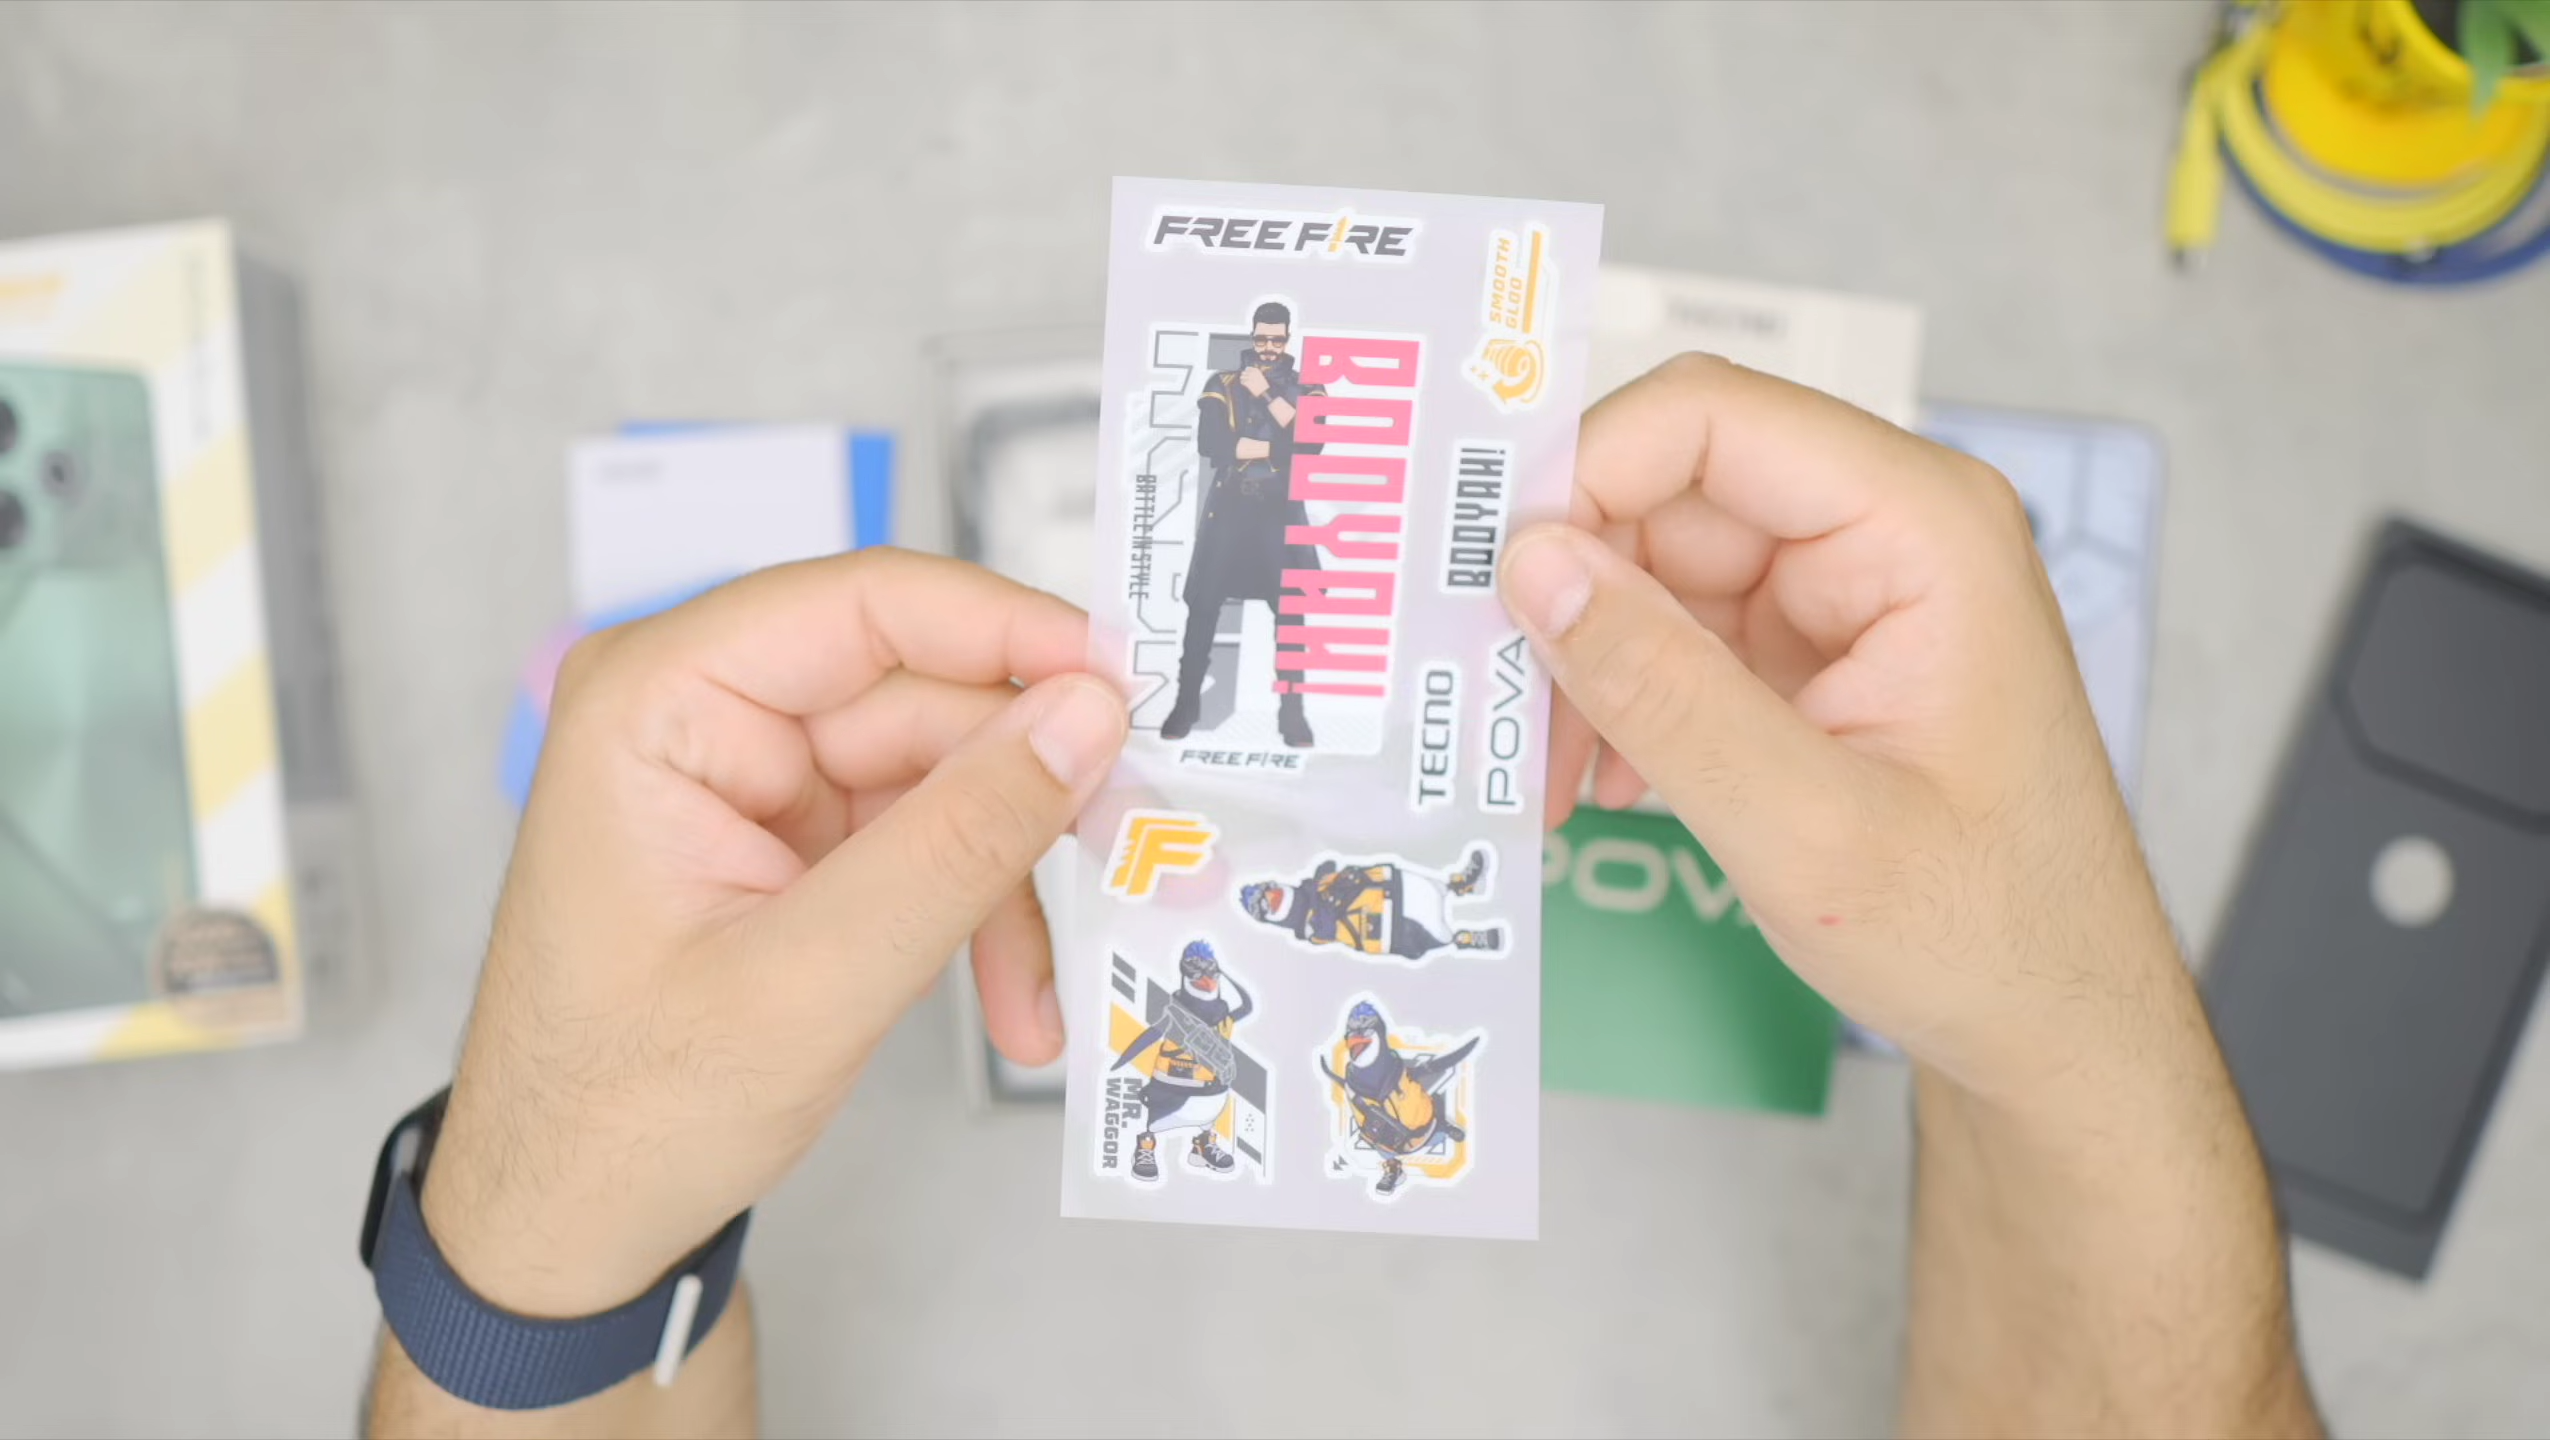 FREE FIRE
SMOOTH
GLOO
BOOYAH!
BATTLE IN STYLE
BOOYAH!
TECNO
POVA
FREE FIRE
MR.
WAGGOR
POVA